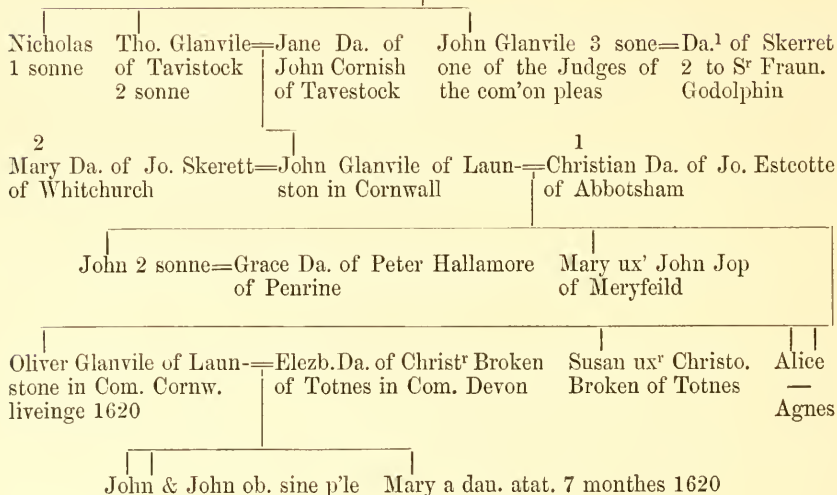 Nicholas Tho. Glanvile=Jane Da. of John Glanvile 3 sone=Da.¹ of Skerret
1 sonne of Tavistock John Cornish one of the Judges of 2 to Sʳ Fraun.
2 sonne of Tavestock the com'on pleas Godolphin
2 1
Mary Da. of Jo. Skerett=John Glanvile of Laun-=Christian Da. of Jo. Estcotte
of Whitchurch ston in Cornwall of Abbotsham
John 2 sonne=Grace Da. of Peter Hallamore Mary ux' John Jop
of Penrine of Meryfeild
Oliver Glanvile of Laun-=Elezb. Da. of Christʳ Broken Susan uxʳ Christo. Alice
stone in Com. Cornw. of Totnes in Com. Devon Broken of Totnes —
liveinge 1620 Agnes
John & John ob. sine p'le Mary a dau. atat. 7 monthes 1620